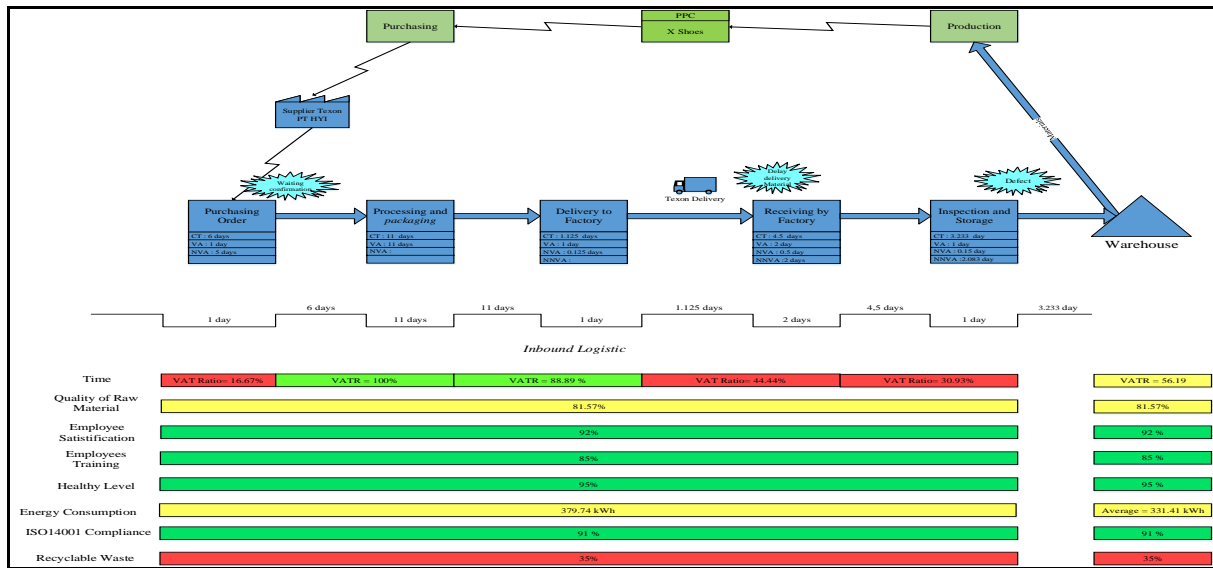 Purchasing
PPC
X Shoes
Production
Supplier Texon
PT HYI
Materials
Waiting
confirmation
Texon Delivery
Delay
delivery
Material
Defect
Purchasing
Order
CT : 6 days
VA : 1 day
NVA : 5 days
Processing and
packaging
CT : 11 days
VA : 11 days
NVA :
Delivery to
Factory
CT : 1.125 days
VA : 1 day
NVA : 0.125 days
NNVA :
Receiving by
Factory
CT : 4.5 days
VA : 2 day
NVA : 0.5 days
NNVA: 2 days
Inspection and
Storage
CT : 3.233 day
VA : 1 day
NVA : 0.15 day
NNVA :2.083 day
Warehouse
6 days
11 days
1.125 days
4,5 days
3.233 day
1 day
11 days
1 day
2 days
1 day
Inbound Logistic
Time
VAT Ratio= 16.67%
VATR = 100%
VATR = 88.89 %
VAT Ratio= 44.44%
VAT Ratio= 30.93%
VATR = 56.19
Quality of Raw
Material
81.57%
81.57%
Employee
Satistification
92%
92 %
Employees
Training
85%
85 %
Healthy Level
95%
95 %
Energy Consumption
379.74 kWh
Average = 331.41 kWh
ISO14001 Compliance
91 %
91 %
Recyclable Waste
35%
35%